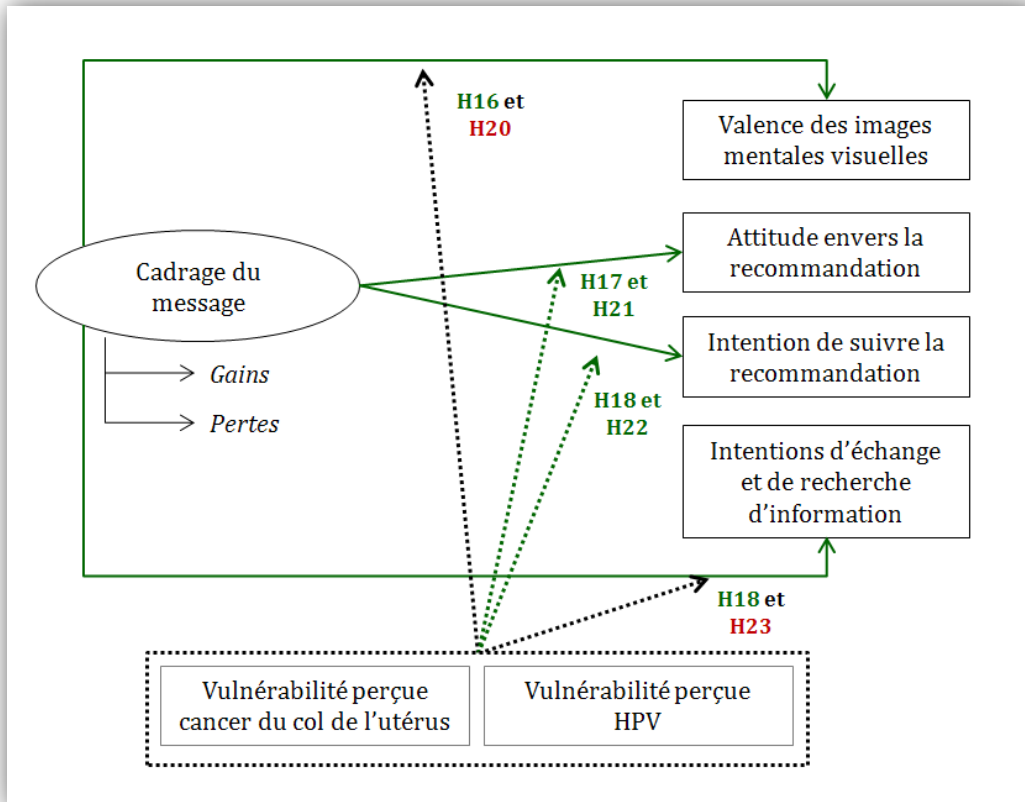 H16 et
H20
Valence des images
mentales visuelles
Cadrage du
message
Attitude envers la
recommandation
H17 et
H21
Intention de suivre la
recommandation
Gains
Pertes
H18 et
H22
Intentions d’échange
et de recherche
d’information
H18 et
H23
Vulnérabilité perçue
cancer du col de l’utérus
Vulnérabilité perçue
HPV